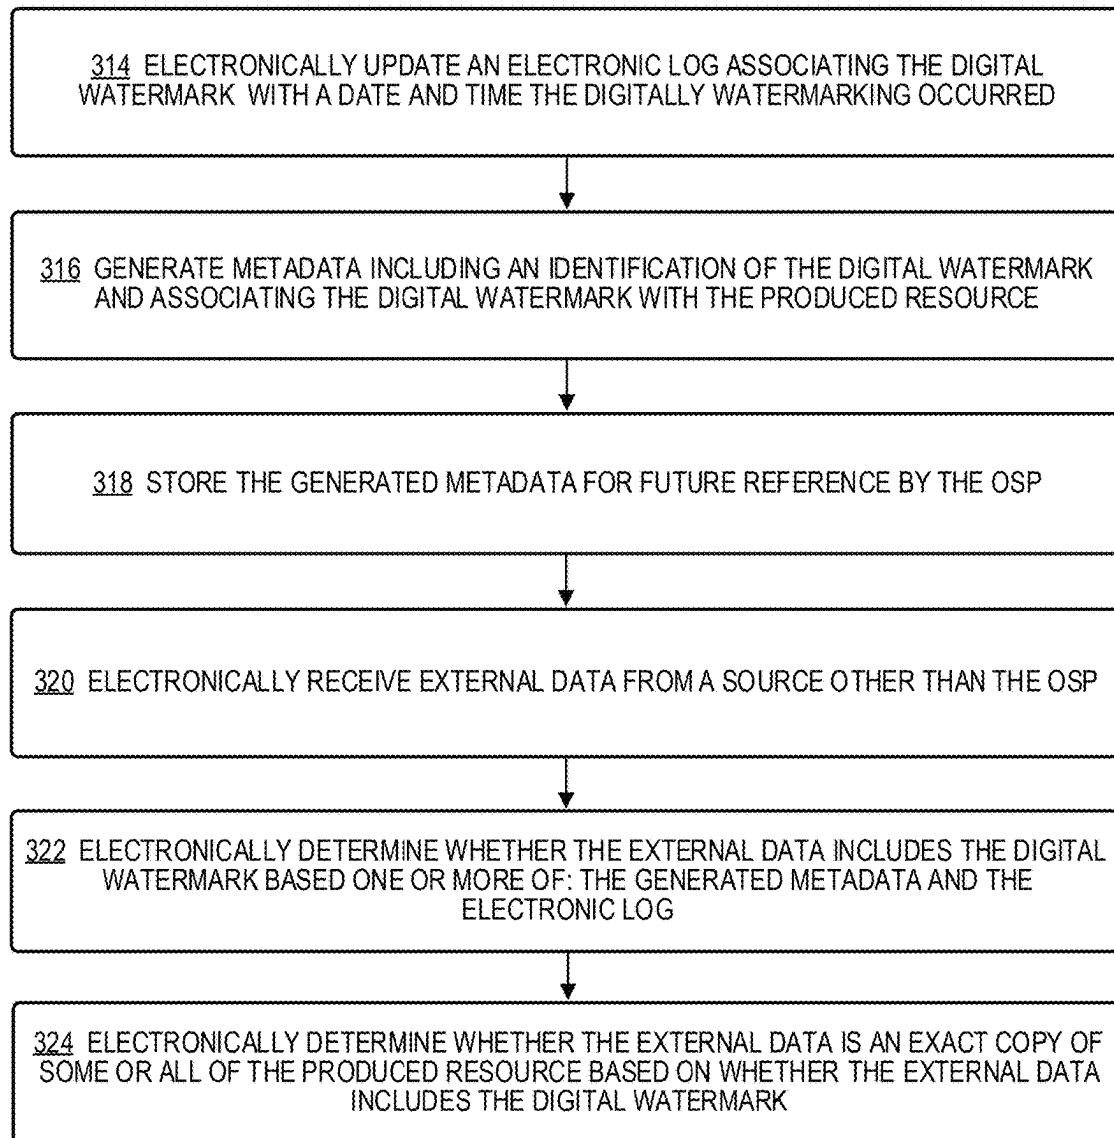 314 ELECTRONICALLY UPDATE AN ELECTRONIC LOG ASSOCIATING THE DIGITAL
WATERMARK WITH A DATE AND TIME THE DIGITALLY WATERMARKING OCCURRED
316 GENERATE METADATA INCLUDING AN IDENTIFICATION OF THE DIGITAL WATERMARK
AND ASSOCIATING THE DIGITAL WATERMARK WITH THE PRODUCED RESOURCE
318 STORE THE GENERATED METADATA FOR FUTURE REFERENCE BY THE OSP
320 ELECTRONICALLY RECEIVE EXTERNAL DATA FROM A SOURCE OTHER THAN THE OSP
322 ELECTRONICALLY DETERMINE WHETHER THE EXTERNAL DATA INCLUDES THE DIGITAL
WATERMARK BASED ONE OR MORE OF: THE GENERATED METADATA AND THE
ELECTRONIC LOG
324 ELECTRONICALLY DETERMINE WHETHER THE EXTERNAL DATA IS AN EXACT COPY OF
SOME OR ALL OF THE PRODUCED RESOURCE BASED ON WHETHER THE EXTERNAL DATA
INCLUDES THE DIGITAL WATERMARK